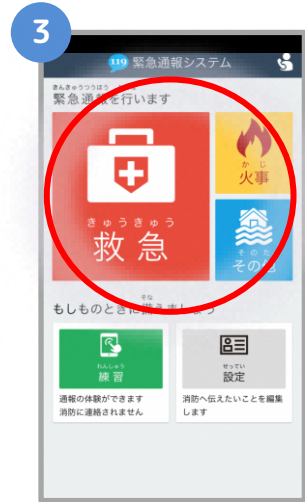 3
119 緊急通報システム
きんきゅうつうほう
緊急通報を行います
きゅうきゅう
救急
かじ
火事
そのた
その他
そな
もしものときに備えましょう
れんしゅう
練習
せってい
設定
通報の体験ができます
消防に連絡されません
消防へ伝えたいことを編集
します